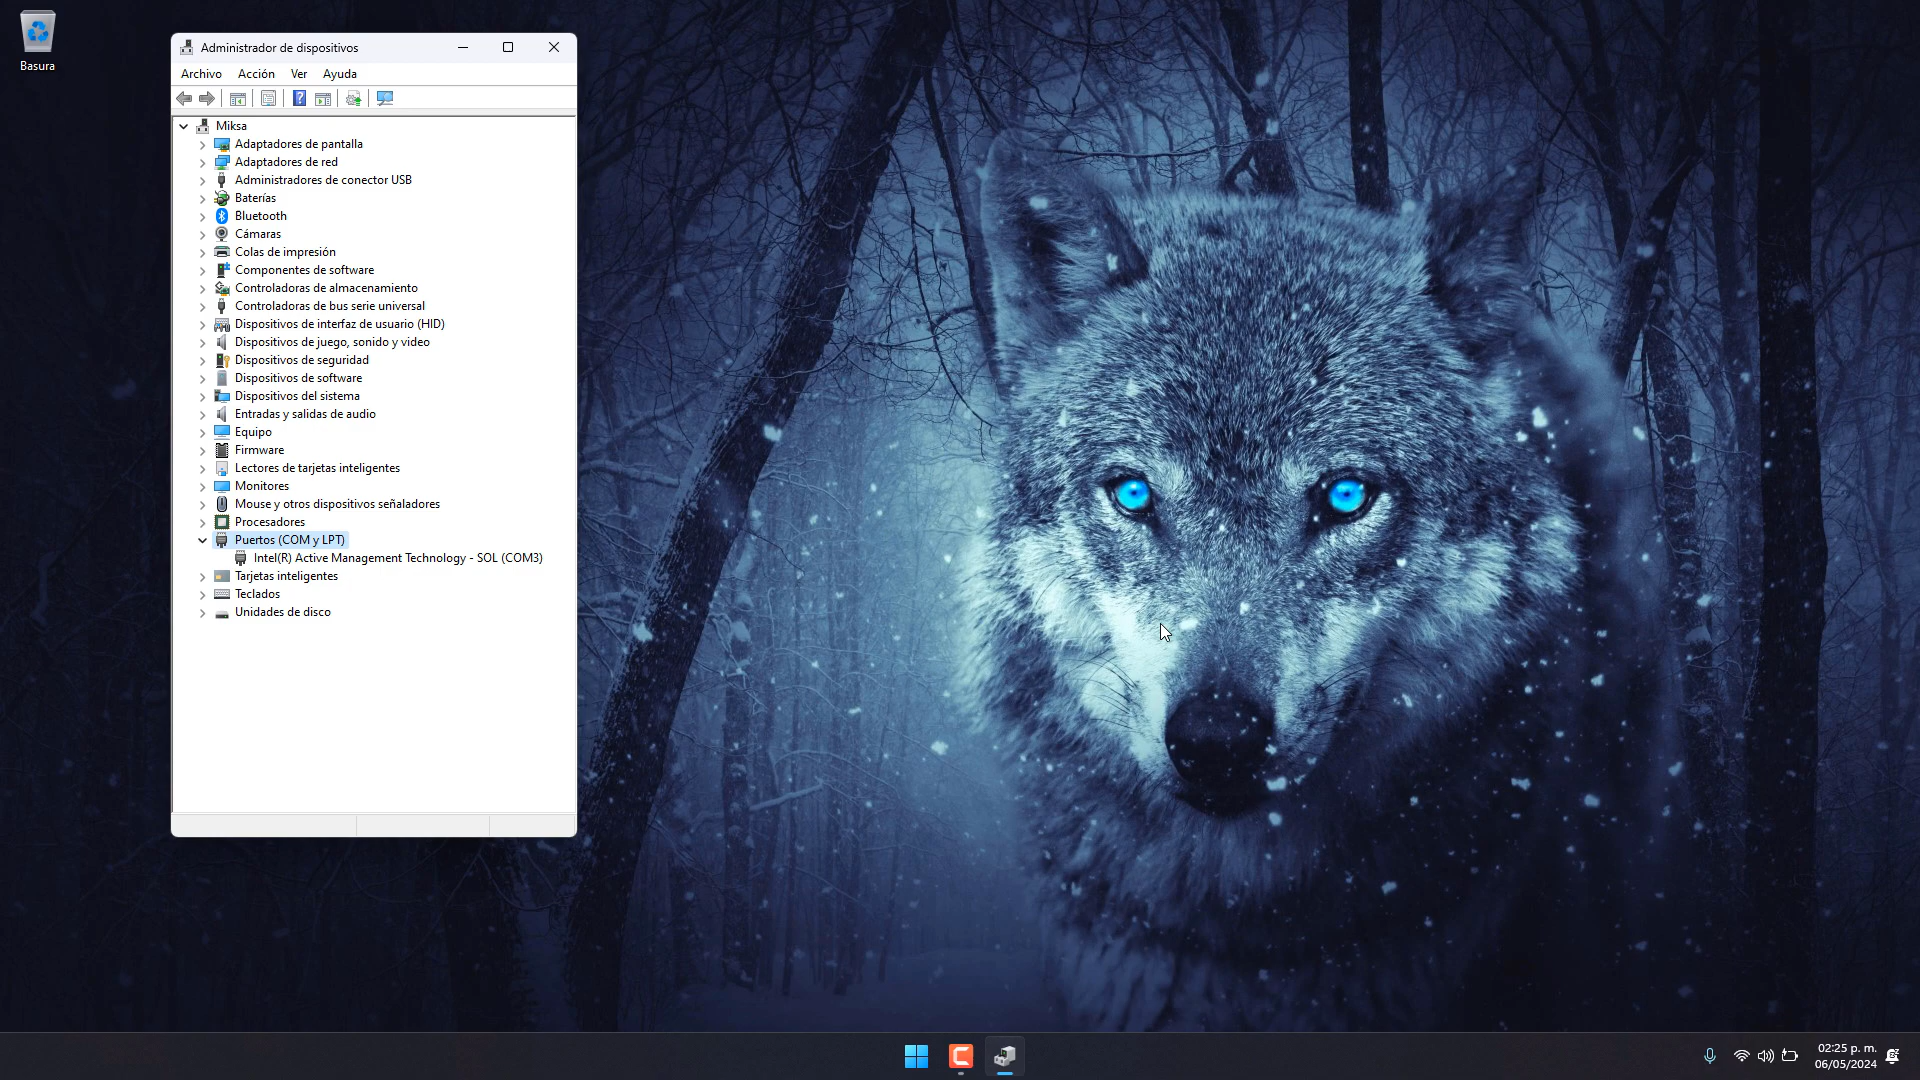 Basura
Administrador de dispositivos
Archivo Acción Ver Ayuda
Miksa
Adaptadores de pantalla
Adaptadores de red
Administradores de conector USB
Baterías
Bluetooth
Cámaras
Colas de impresión
Componentes de software
Controladoras de almacenamiento
Controladoras de bus serie universal
Dispositivos de interfaz de usuario (HID)
Dispositivos de juego, sonido y video
Dispositivos de seguridad
Dispositivos de software
Dispositivos del sistema
Entradas y salidas de audio
Equipo
Firmware
Lectores de tarjetas inteligentes
Monitores
Mouse y otros dispositivos señaladores
Procesadores
Puertos (COM y LPT)
Intel(R) Active Management Technology - SOL (COM3)
Tarjetas inteligentes
Teclados
Unidades de disco
02:25 p. m.
06/05/2024